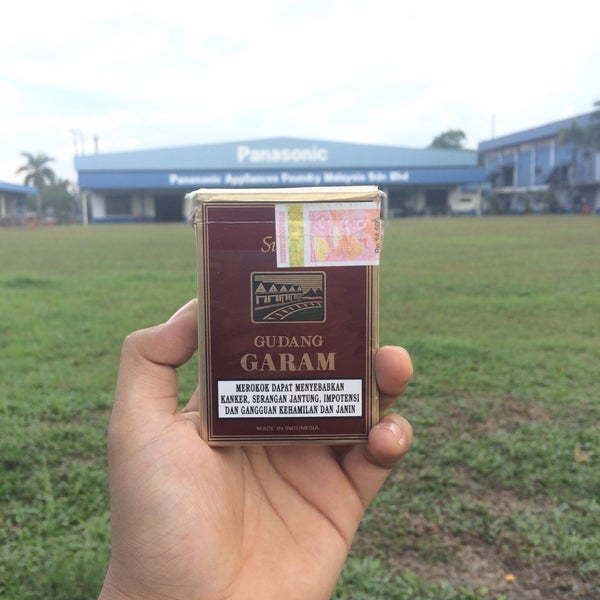 Panasonic
Panasonic Appliances Foundry Malaysia Sdn Bhd
GUDANG
GARAM
MEROKOK DAPAT MENYEBABKAN
KANKER, SERANGAN JANTUNG, IMPOTENSI
DAN GANGGUAN KEHAMILAN DAN JANIN
MADE IN INDONESIA